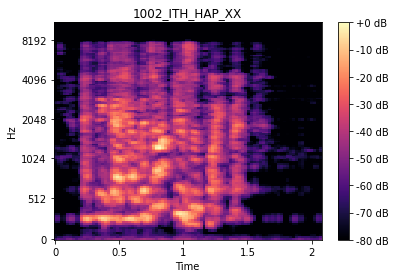 1002_ITH_HAP_XX
8192
4096
2048
1024
512
0
Hz
0
0.5
1
1.5
2
Time
+0 dB
-10 dB
-20 dB
-30 dB
-40 dB
-50 dB
-60 dB
-70 dB
-80 dB